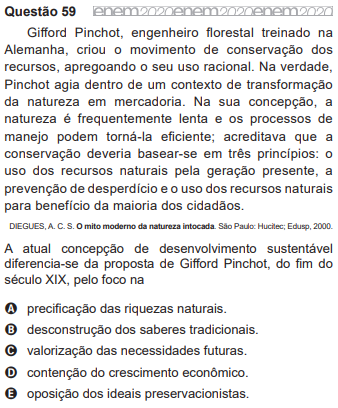 Questão 59 enem2020enem2020enem2020
Gifford Pinchot, engenheiro florestal treinado na
Alemanha, criou o movimento de conservação dos
recursos, apregoando o seu uso racional. Na verdade,
Pinchot agia dentro de um contexto de transformação
da natureza em mercadoria. Na sua concepção, a
natureza é frequentemente lenta e os processos de
manejo podem torná-la eficiente; acreditava que a
conservação deveria basear-se em três princípios: o
uso dos recursos naturais pela geração presente, a
prevenção de desperdício e o uso dos recursos naturais
para benefício da maioria dos cidadãos.
DIEGUES, A. C. S. O mito moderno da natureza intocada. São Paulo: Hucitec; Edusp, 2000.
A atual concepção de desenvolvimento sustentável
diferencia-se da proposta de Gifford Pinchot, do fim do
século XIX, pelo foco na
A precificação das riquezas naturais.
B desconstrução dos saberes tradicionais.
C valorização das necessidades futuras.
D contenção do crescimento econômico.
E oposição dos ideais preservacionistas.